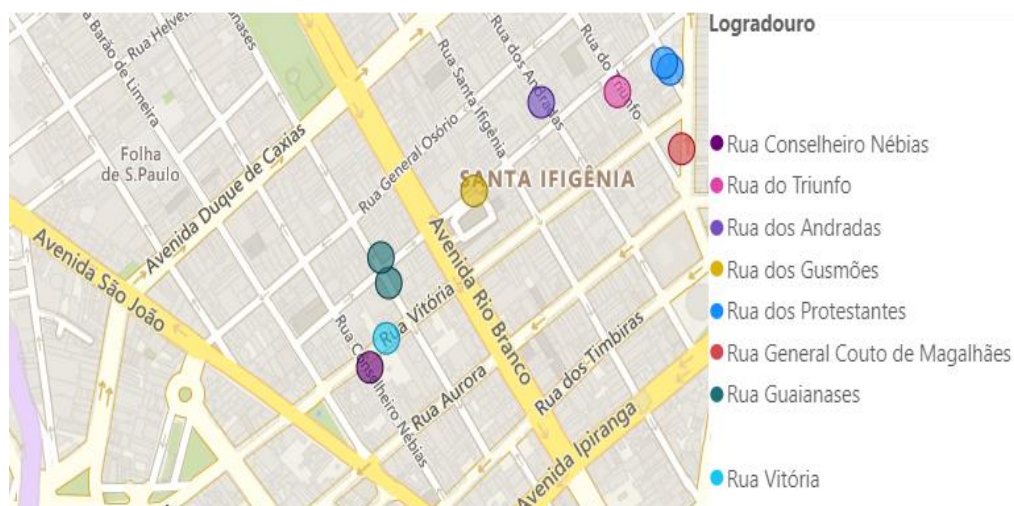 Logradouro
Rua Conselheiro Nébias
Rua do Triunfo
Rua dos Andradas
Rua dos Gusmões
Rua dos Protestantes
Rua General Couto de Magalhães
Rua Guaianases
Rua Vitória
Rua Helvet
Barão de Limeira
anases
Rua Santa Ifigênia
Rua dos Andradas
Rua do Triunfo
Folha
de S.Paulo
Avenida Duque de Caxias
Rua General Osório
SANTA IFIGÊNIA
Avenida São João
Avenida Rio Branco
Rua Vitória
Rua Conselheiro Nébias
Rua Aurora
Rua dos Timbiras
Avenida Ipiranga